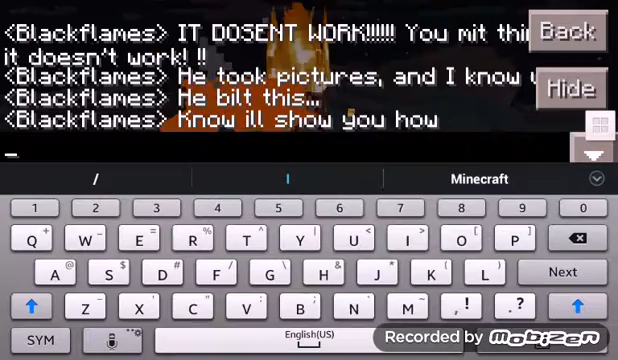 <Blackflames> IT DOSENT WORK!!!!!! You mit thin
it doesn't work! !!
<Blackflames> He took pictures, and I know
<Blackflames> He bilt this...
<Blackflames> Know ill show you how
Back
Hide
/ I Minecraft
1 2 3 4 5 6 7 8 9 0
Q + W E = R % T ^ Y | U < I > O [ P ]
A @ S $ D # F / G H & J * K ( L ) Next
Z - X ' C " V : B ; N M ~ , ! . ?
SYM English(US)
Recorded by mobizen